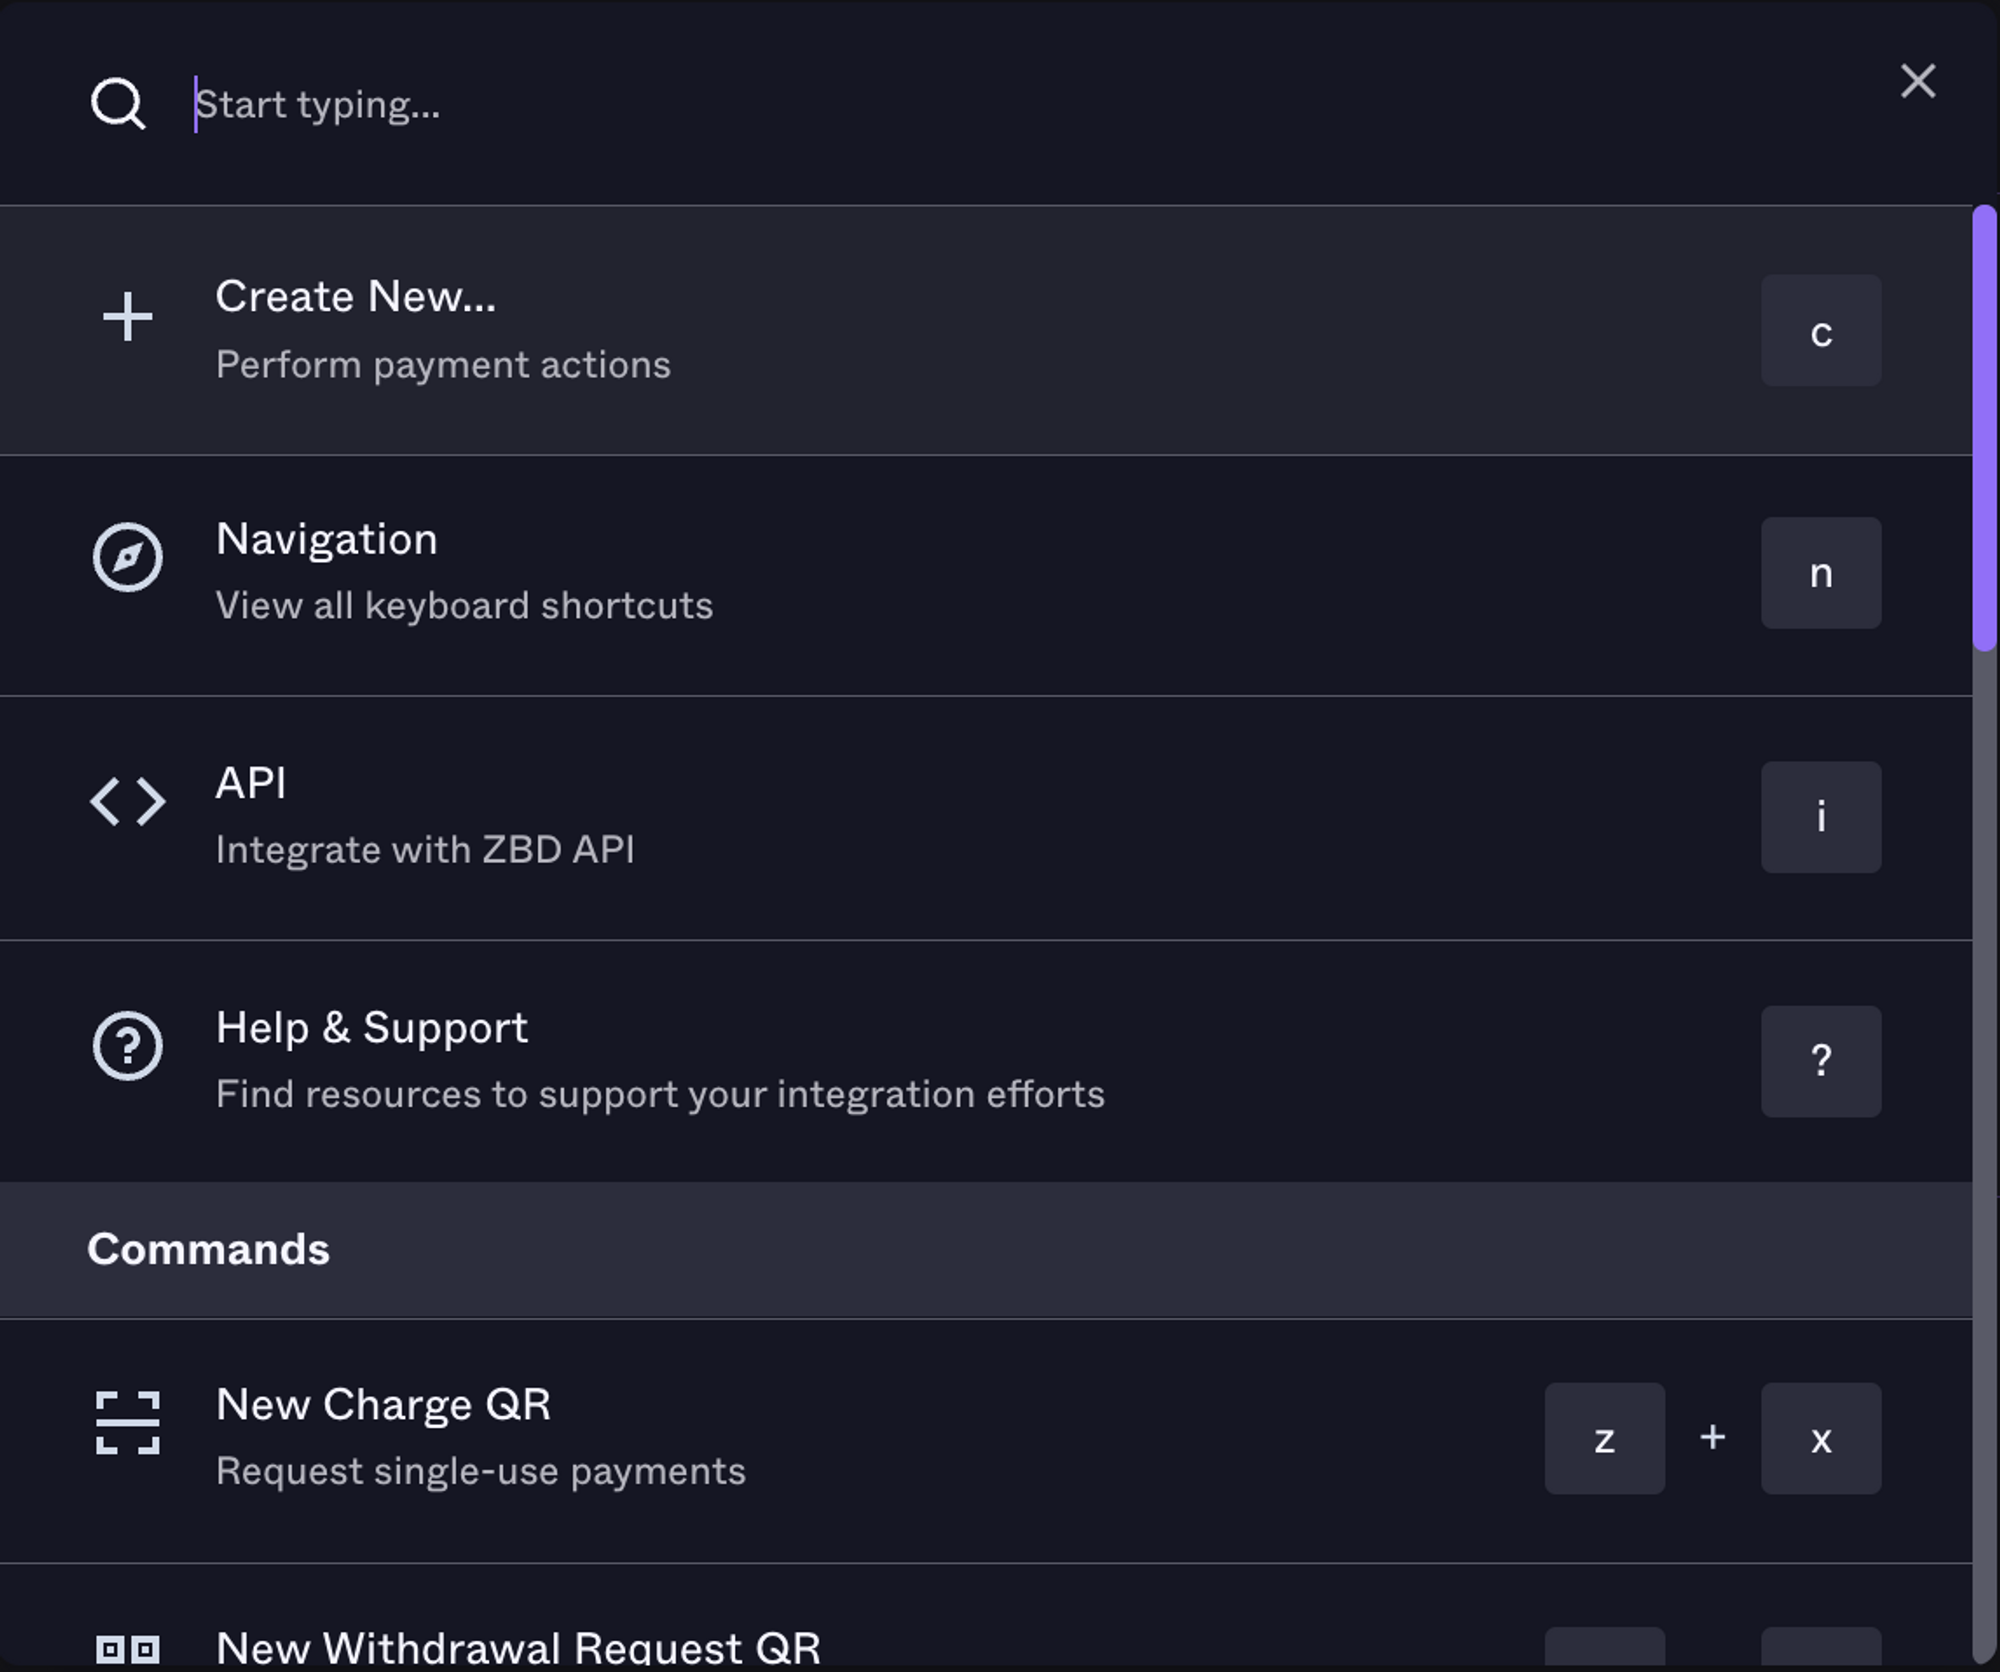 Start typing...
Create New...
Perform payment actions
c
Navigation
View all keyboard shortcuts
n
API
Integrate with ZBD API
i
Help & Support
Find resources to support your integration efforts
?
Commands
New Charge QR
Request single-use payments
z + x
New Withdrawal Request QR